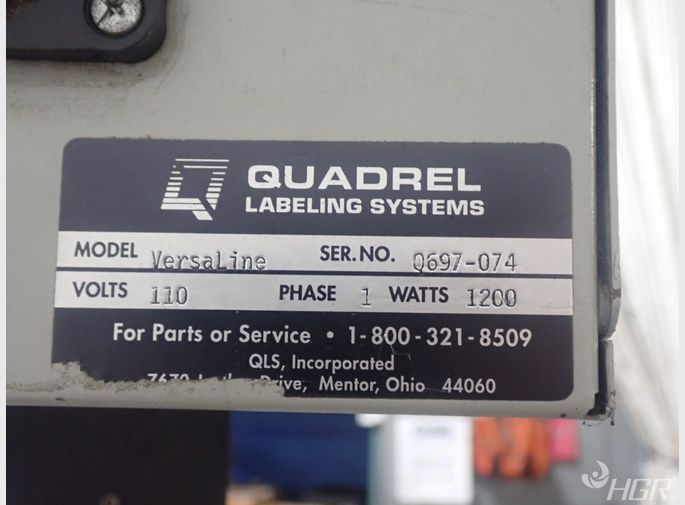 QUADREL
LABELING SYSTEMS
MODEL VersaLine SER. NO. Q697-074
VOLTS 110 PHASE 1 WATTS 1200
For Parts or Service • 1-800-321-8509
QLS, Incorporated
Drive, Mentor, Ohio 44060
HGR